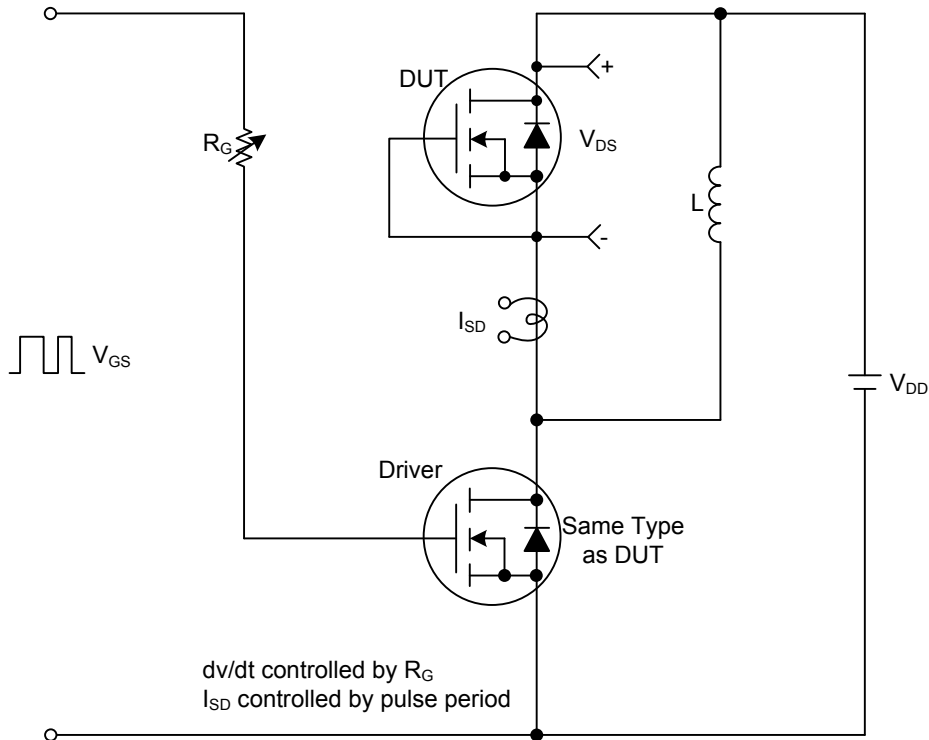 DUT
+
R_G
V_DS
L
-
I_SD
V_GS
V_DD
Driver
Same Type
as DUT
dv/dt controlled by R_G
I_SD controlled by pulse period